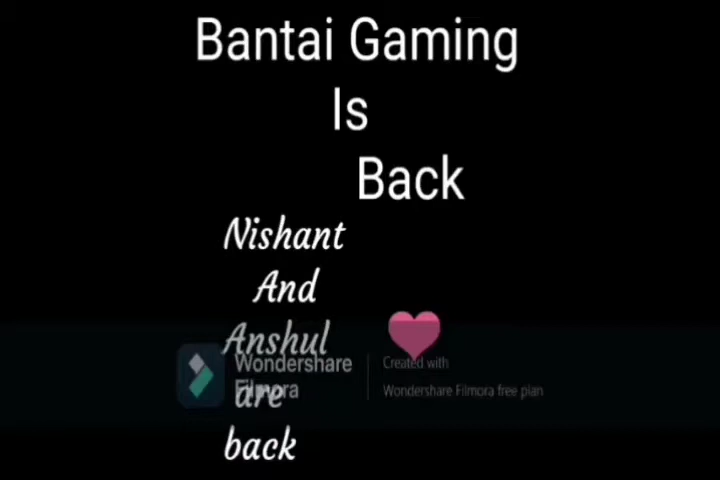 Bantai Gaming
Is
Back
Nishant
And
Anshul
are
back
Wondershare
Filmora
Created with
Wondershare Filmora free plan